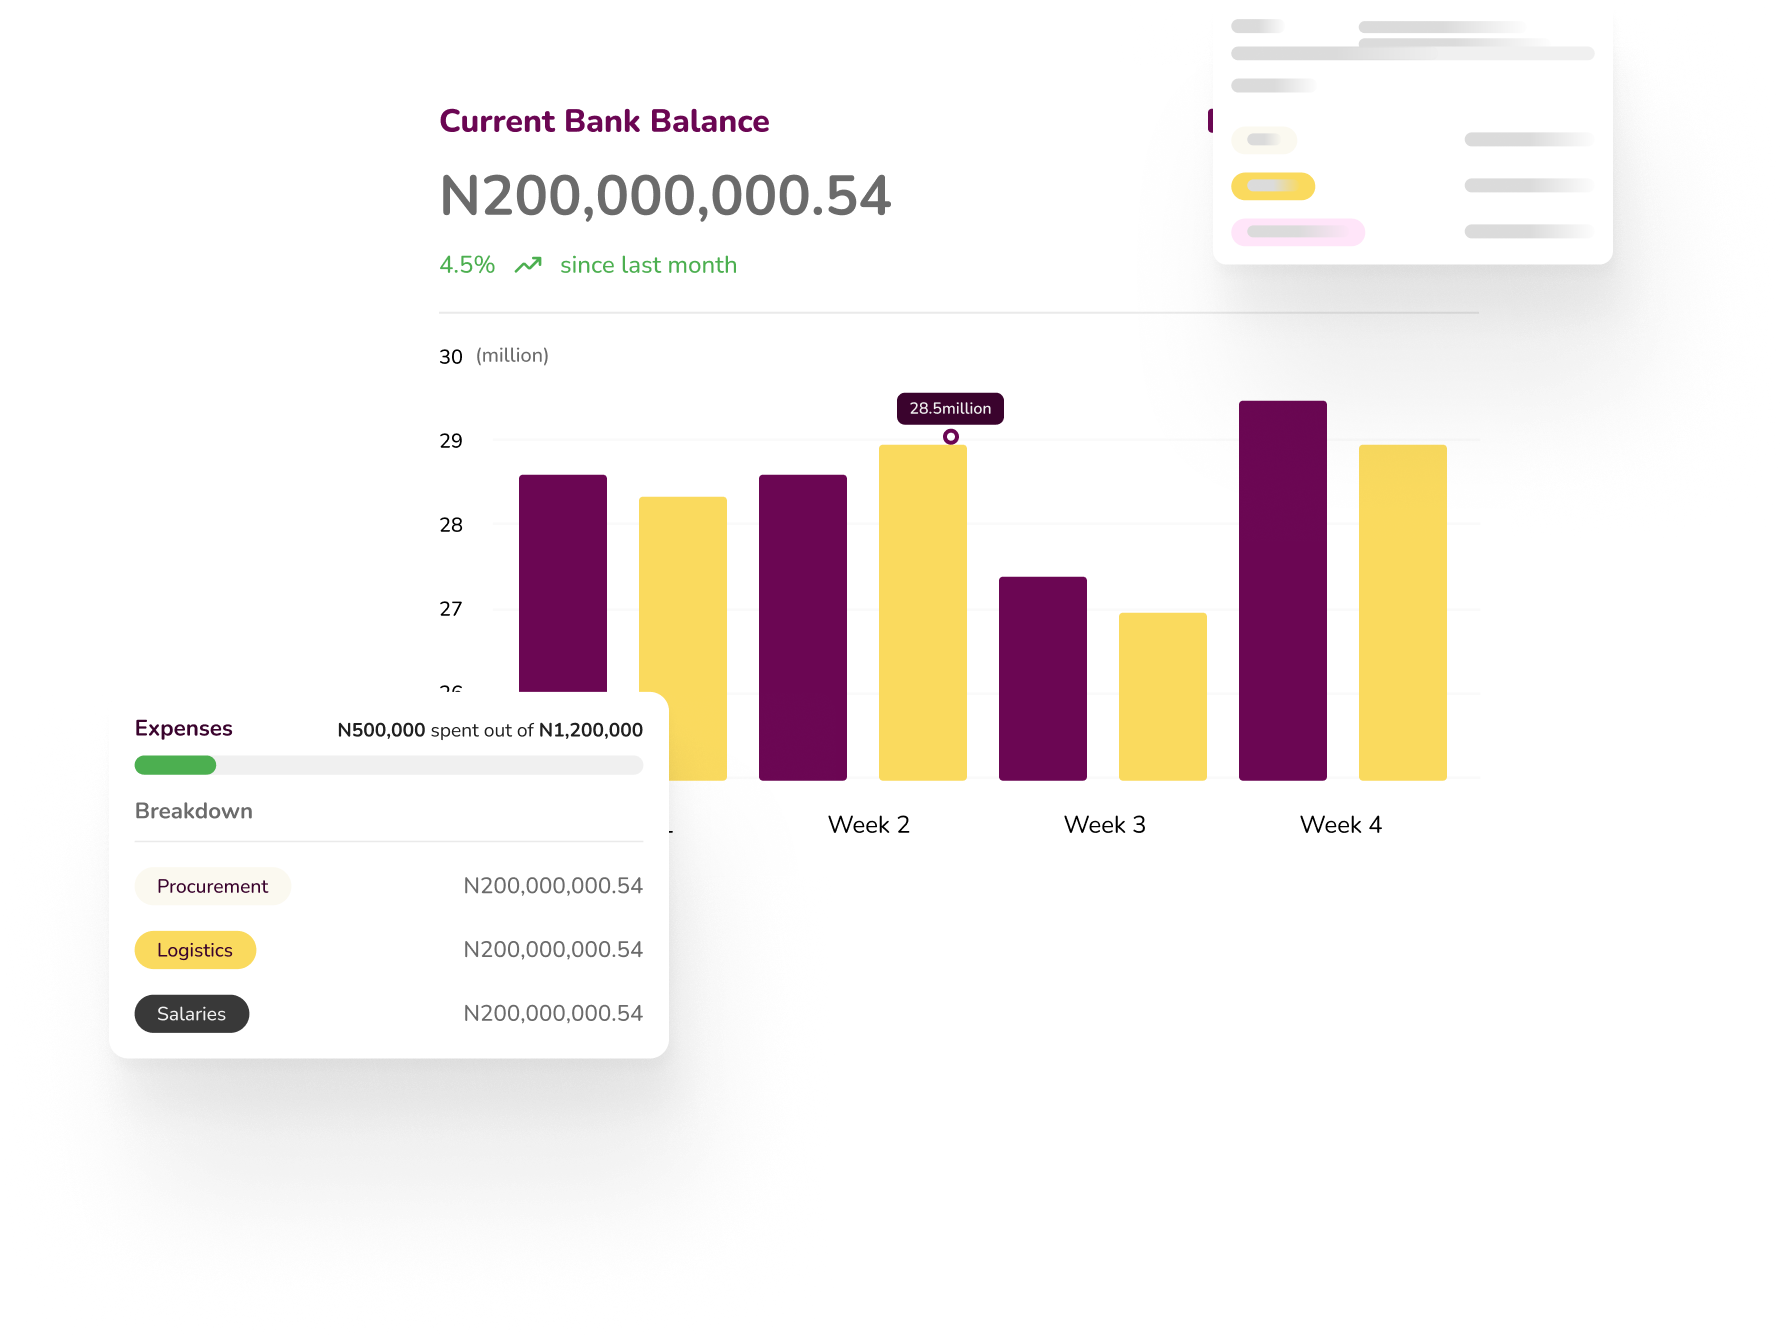 Current Bank Balance
N200,000,000.54
4.5% since last month
30 (million)
28.5million
29
28
27
26
Expenses N500,000 spent out of N1,200,000
Breakdown
Week 2 Week 3 Week 4
Procurement N200,000,000.54
Logistics N200,000,000.54
Salaries N200,000,000.54